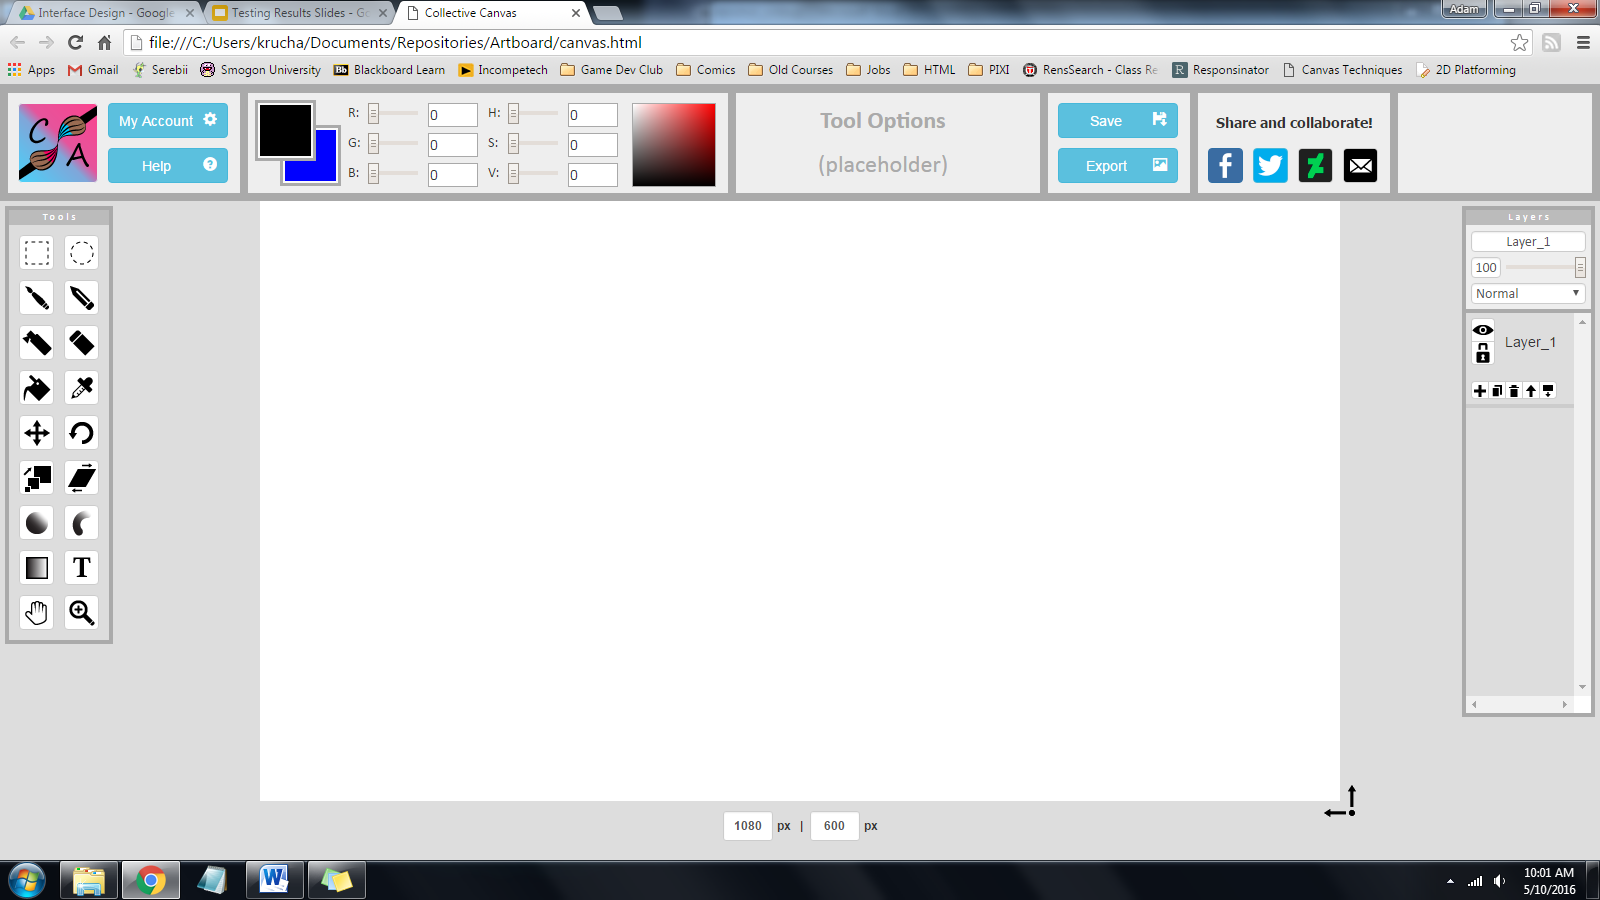 Interface Design - Google
Testing Results Slides - Go
Collective Canvas
Adam
file:///C:/Users/krucha/Documents/Repositories/Artboard/canvas.html
Apps
Gmail
Serebii
Smogon University
Bb Blackboard Learn
Incompetech
Game Dev Club
Comics
Old Courses
Jobs
HTML
PIXI
RensSearch - Class Re
R Responsinator
Canvas Techniques
2D Platforming
C A
My Account
Help ?
R: 0 H: 0
G: 0 S: 0
B: 0 V: 0
Tool Options
(placeholder)
Save
Export
Share and collaborate!
Tools
T
Layers
Layer_1
100
Normal
Layer_1
1080 px | 600 px
10:01 AM
5/10/2016